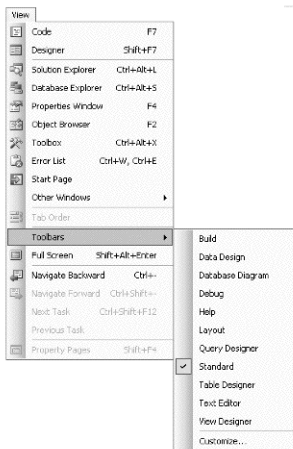 View
Code F7
Designer Shift+F7
Solution Explorer Ctrl+Alt+L
Database Explorer Ctrl+Alt+S
Properties Window F4
Object Browser F2
Toolbox Ctrl+Alt+X
Error List Ctrl+W, Ctrl+E
Start Page
Other Windows
Tab Order
Toolbars
Full Screen Shift+Alt+Enter
Navigate Backward Ctrl+-
Navigate Forward Ctrl+Shift+-
Next Task Ctrl+Shift+F12
Previous Task
Property Pages Shift+F4
Build
Data Design
Database Diagram
Debug
Help
Layout
Query Designer
Standard
Table Designer
Text Editor
View Designer
Customize...